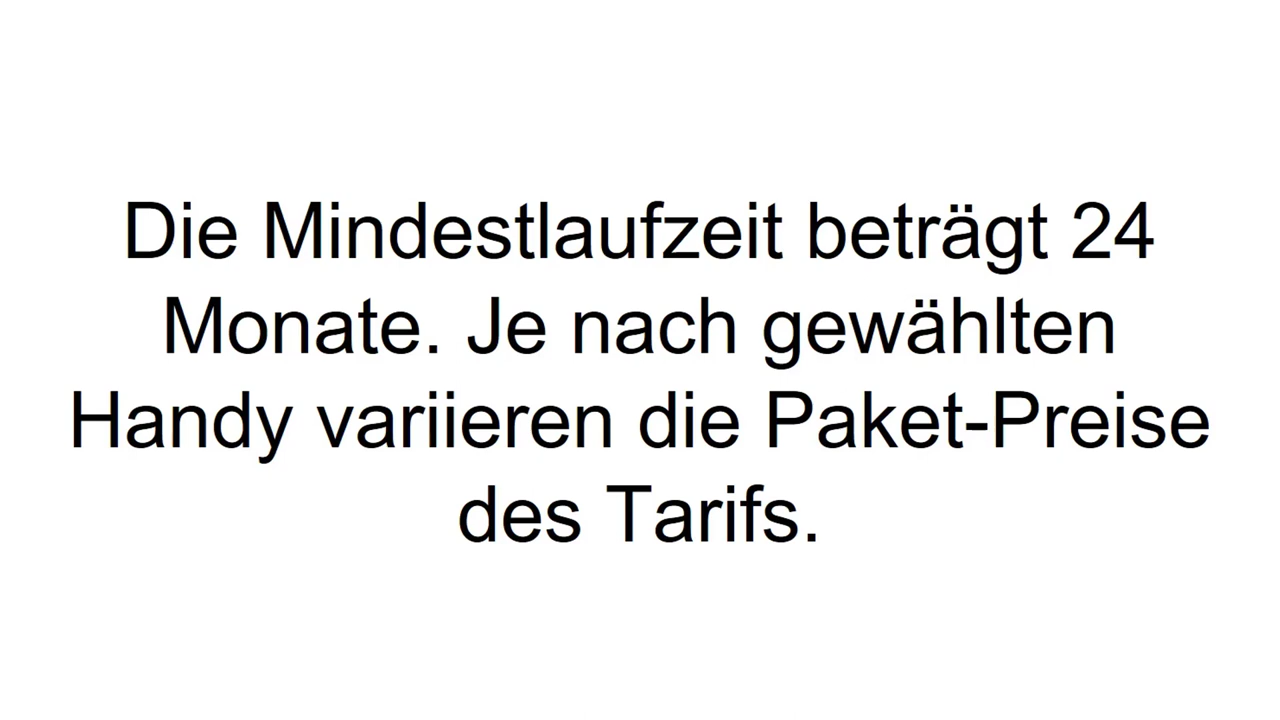 Die Mindestlaufzeit beträgt 24
Monate. Je nach gewählten
Handy variieren die Paket-Preise
des Tarifs.